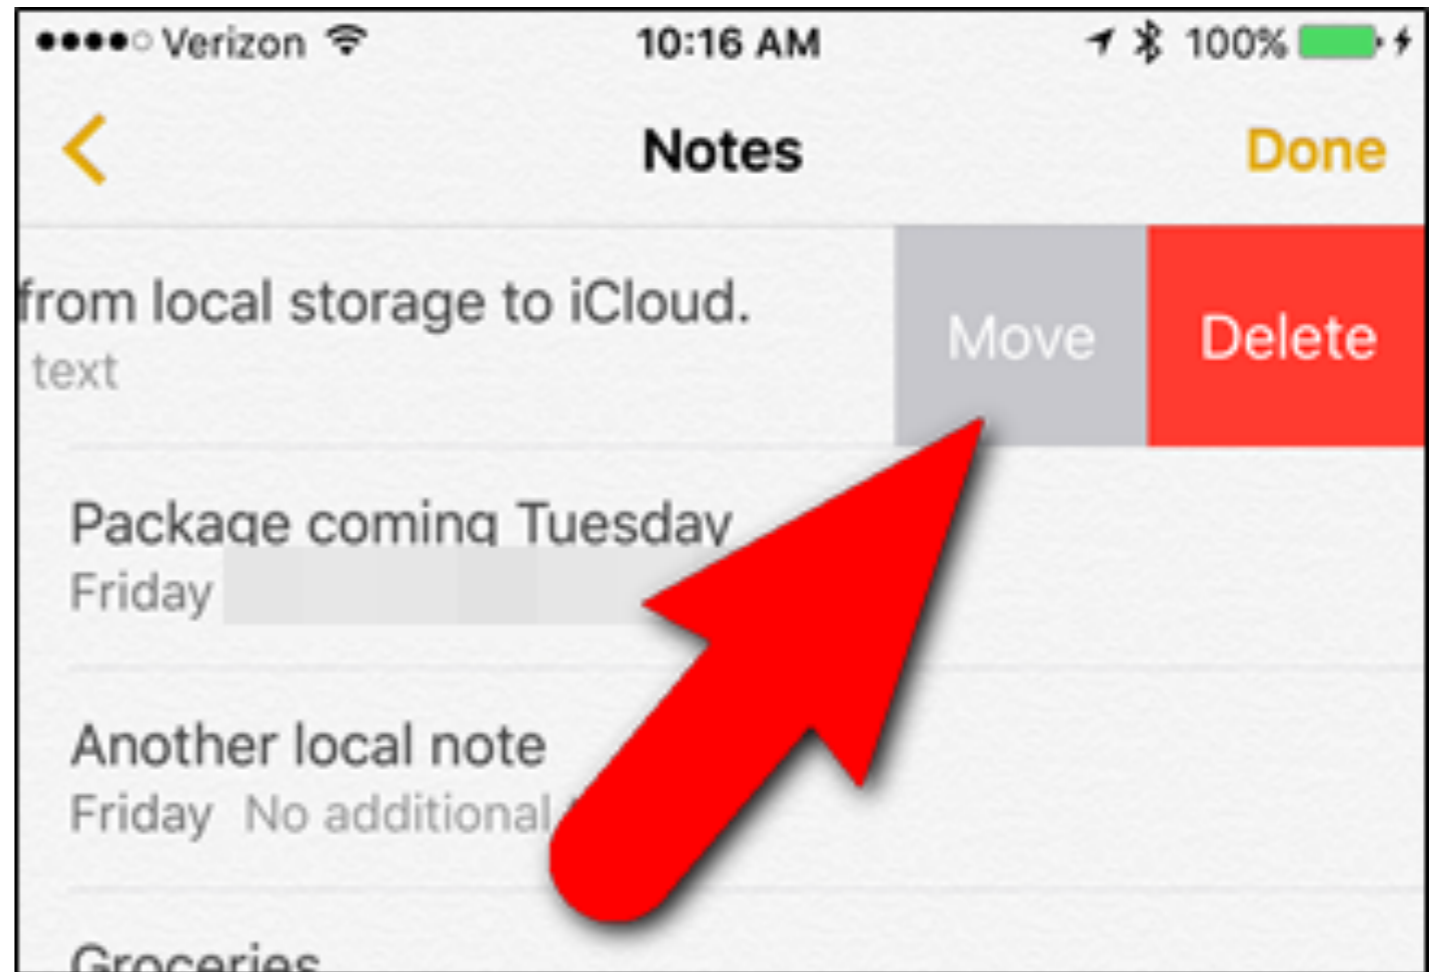 Verizon 10:16 AM 100%
Notes Done
from local storage to iCloud.
text
Move Delete
Package coming Tuesday
Friday
Another local note
Friday No additional
Groceries